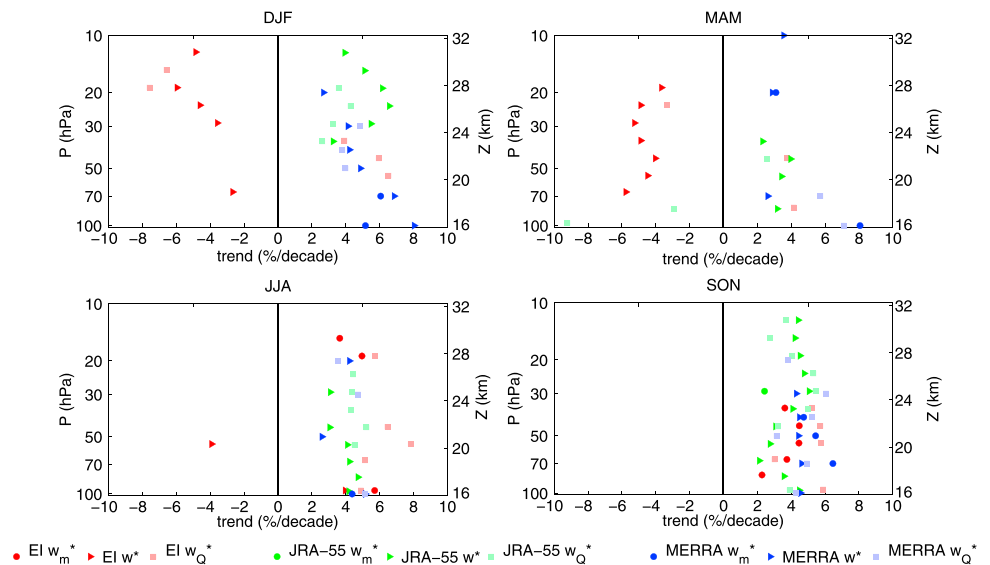 DJF
MAM
10
20
30
50
70
100
P (hPa)
32
28
24
20
16
Z (km)
−10 −8 −6 −4 −2 0 2 4 6 8 10
trend (%/decade)
10
20
30
50
70
100
P (hPa)
32
28
24
20
16
Z (km)
−10 −8 −6 −4 −2 0 2 4 6 8 10
trend (%/decade)
JJA
SON
10
20
30
50
70
100
P (hPa)
32
28
24
20
16
Z (km)
−10 −8 −6 −4 −2 0 2 4 6 8 10
trend (%/decade)
10
20
30
50
70
100
P (hPa)
32
28
24
20
16
Z (km)
−10 −8 −6 −4 −2 0 2 4 6 8 10
trend (%/decade)
EI w_m* EI w* EI w_Q* JRA−55 w_m* JRA−55 w* JRA−55 w_Q* MERRA w_m* MERRA w* MERRA w_Q*